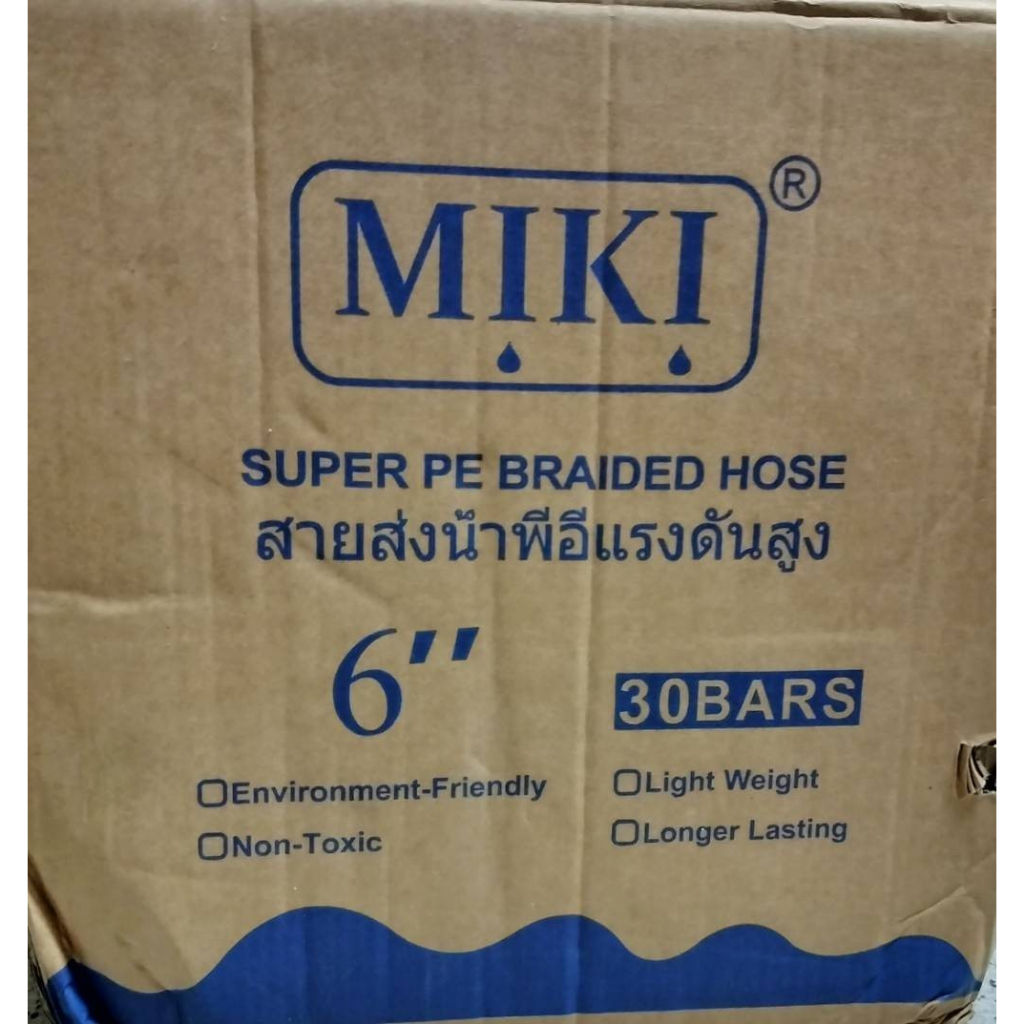 MIKI ®
SUPER PE BRAIDED HOSE
สายส่งน้ำพีอีแรงดันสูง
6''
30BARS
Environment-Friendly
Light Weight
Non-Toxic
Longer Lasting